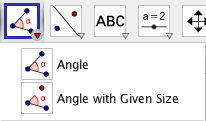 α ABC a=2
α Angle
α Angle with Given Size